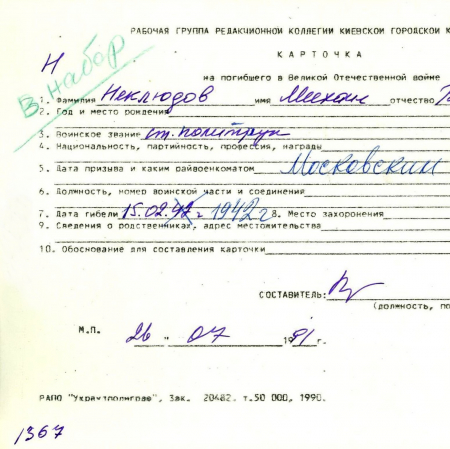 РАБОЧАЯ ГРУППА РЕДАКЦИОННОЙ КОЛЛЕГИИ КИЕВСКОЙ ГОРОДСКОЙ К
КАРТОЧКА
Н
В набор
на погибшего в Великой Отечественной войне
1. Фамилия Неклюдов имя Михаил отчество
2. Год и место рождения
3. Воинское звание ст. политрук
4. Национальность, партийность, профессия, награды
5. Дата призыва и каким райвоенкоматом Московским
6. Должность, номер воинской части и соединения
7. Дата гибели 15.02.42 г 1942 г 8. Место захоронения
9. Сведения о родственниках, адрес местожительства
10. Обоснование для составления карточки
СОСТАВИТЕЛЬ:
(должность, по
М.П. 26 " 07 1991 г.
РАПО "Укрвузполиграф", Зак. 20482. т.50 000, 1990.
1367